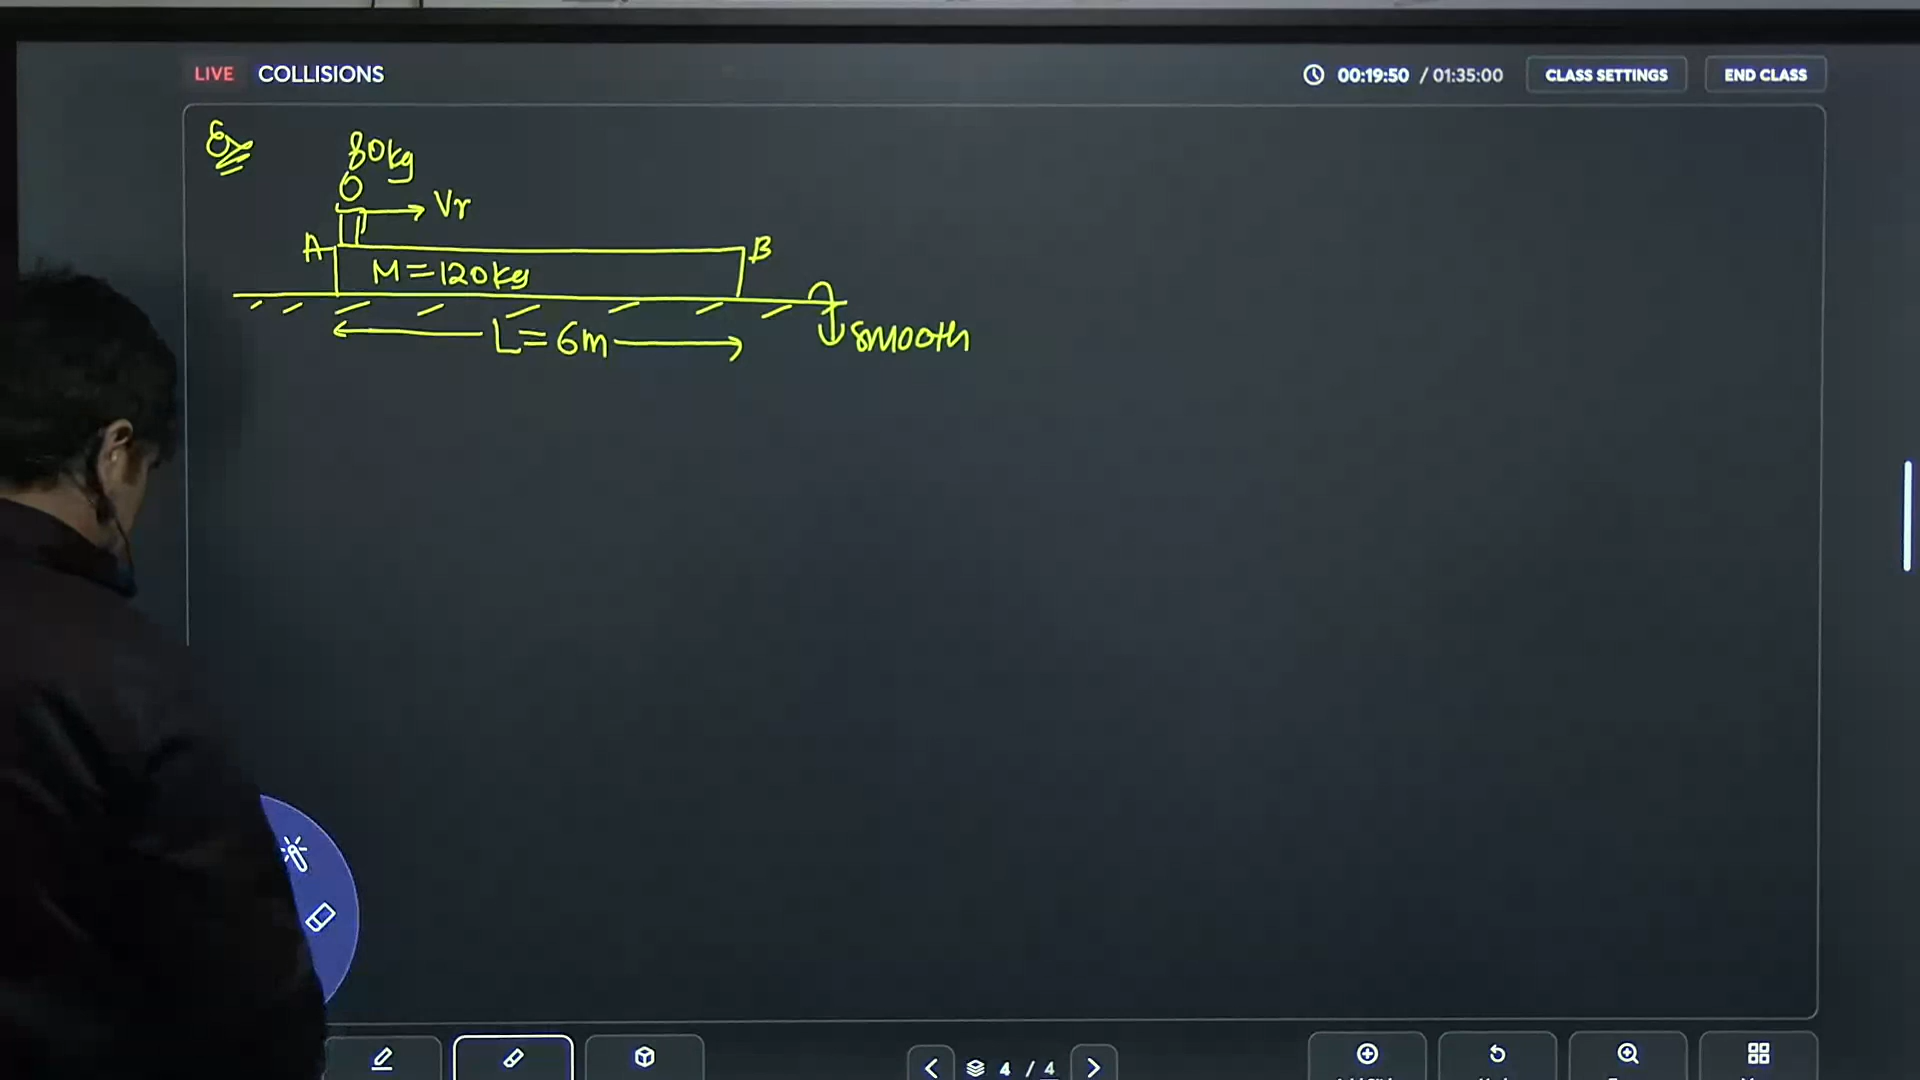 LIVE COLLISIONS
00:19:50 / 01:35:00
CLASS SETTINGS
END CLASS
80kg
Vr
A
B
M=120kg
L=6m
smooth
4 / 4